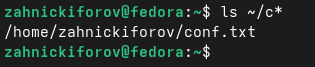 zahnickiforov@fedora:~$ ls ~/c*
/home/zahnickiforov/conf.txt
zahnickiforov@fedora:~$